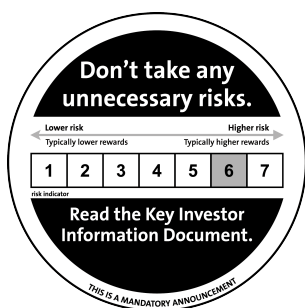 Don't take any
unnecessary risks.
Lower risk Higher risk
Typically lower rewards Typically higher rewards
1 2 3 4 5 6 7
risk indicator
Read the Key Investor
Information Document.
THIS IS A MANDATORY ANNOUNCEMENT